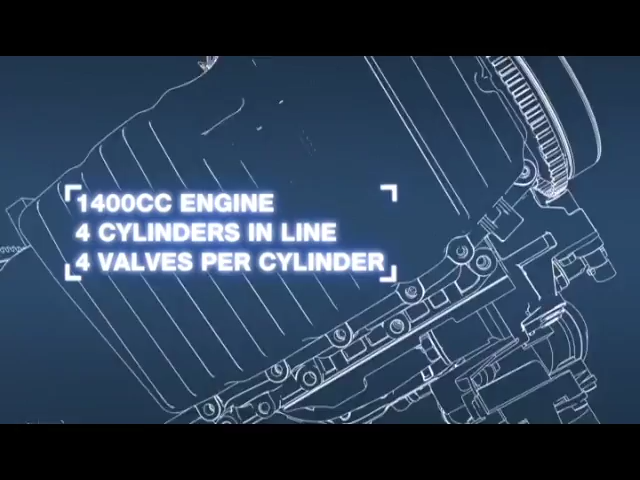 1400CC ENGINE
4 CYLINDERS IN LINE
4 VALVES PER CYLINDER